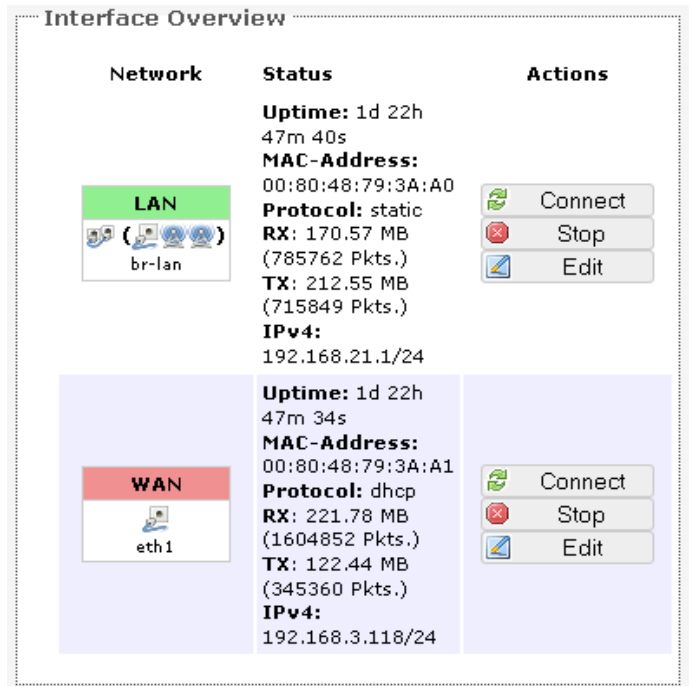 Interface Overview
Network Status Actions
LAN
( )
br-lan
Uptime: 1d 22h
47m 40s
MAC-Address:
00:80:48:79:3A:A0
Protocol: static
RX: 170.57 MB
(785762 Pkts.)
TX: 212.55 MB
(715849 Pkts.)
IPv4:
192.168.21.1/24
Connect
Stop
Edit
WAN
eth1
Uptime: 1d 22h
47m 34s
MAC-Address:
00:80:48:79:3A:A1
Protocol: dhcp
RX: 221.78 MB
(1604852 Pkts.)
TX: 122.44 MB
(345360 Pkts.)
IPv4:
192.168.3.118/24
Connect
Stop
Edit